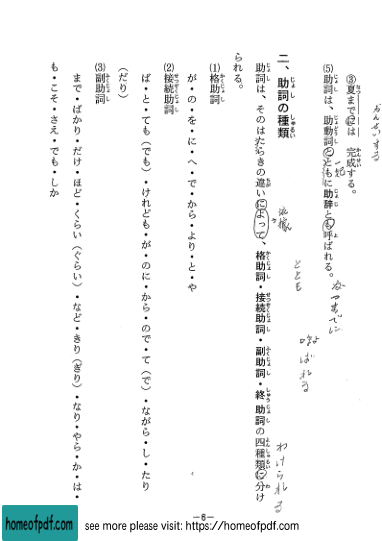 ③夏までには　完成する。
⑸助詞は、助動詞とともに助辞とも呼ばれる。
二、助詞の種類
助詞は、そのはたらきの違いによって、格助詞・接続助詞・副助詞・終助詞の四種類に分け
られる。
⑴格助詞
が・の・を・に・へ・で・から・より・と・や
⑵接続助詞
ば・と・ても（でも）・けれども・が・のに・から・ので・て（で）・ながら・し・たり
（だり）
⑶副助詞
まで・ばかり・だけ・ほど・くらい（ぐらい）・など・きり（ぎり）・なり・やら・か・は・
も・こそ・さえ・でも・しか
かんせいする
なつまでに
ともに
よばれる
わけられる
—6—
homeofpdf.com
see more please visit: https://homeofpdf.com